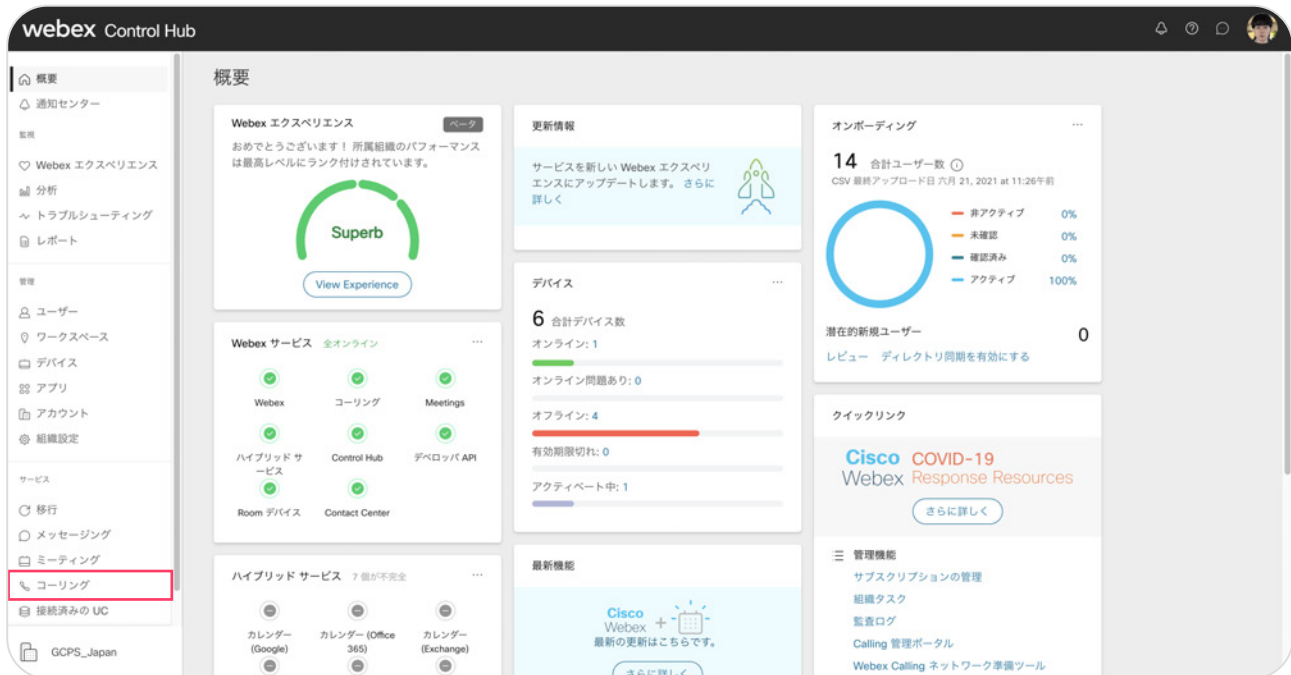 webex Control Hub
概要
通知センター
監視
Webex エクスペリエンス
分析
トラブルシューティング
レポート
管理
ユーザー
ワークスペース
デバイス
アプリ
アカウント
組織設定
サービス
移行
メッセージング
ミーティング
コーリング
接続済みの UC
GCPS_Japan
概要
Webex エクスペリエンス
ベータ
おめでとうございます！ 所属組織のパフォーマンス
は最高レベルにランク付けされています。
Superb
View Experience
Webex サービス 全オンライン
Webex
コーリング
Meetings
ハイブリッド サ
ービス
Control Hub
デベロッパ API
Room デバイス
Contact Center
ハイブリッド サービス 7 個が不完全
カレンダー
(Google)
カレンダー (Office
365)
カレンダー
(Exchange)
更新情報
サービスを新しい Webex エクスペリ
エンスにアップデートします。 さらに
詳しく
デバイス
6 合計デバイス数
オンライン: 1
オンライン問題あり: 0
オフライン: 4
有効期限切れ: 0
アクティベート中: 1
最新機能
Cisco
Webex +
最新の更新はこちらです。
さらに詳しく
オンボーディング
14 合計ユーザー数
CSV 最終アップロード日 六月 21, 2021 at 11:26午前
非アクティブ 0%
未確認 0%
確認済み 0%
アクティブ 100%
潜在的新規ユーザー 0
レビュー ディレクトリ同期を有効にする
クイックリンク
Cisco COVID-19
Webex Response Resources
さらに詳しく
管理機能
サブスクリプションの管理
組織タスク
監査ログ
Calling 管理ポータル
Webex Calling ネットワーク準備ツール